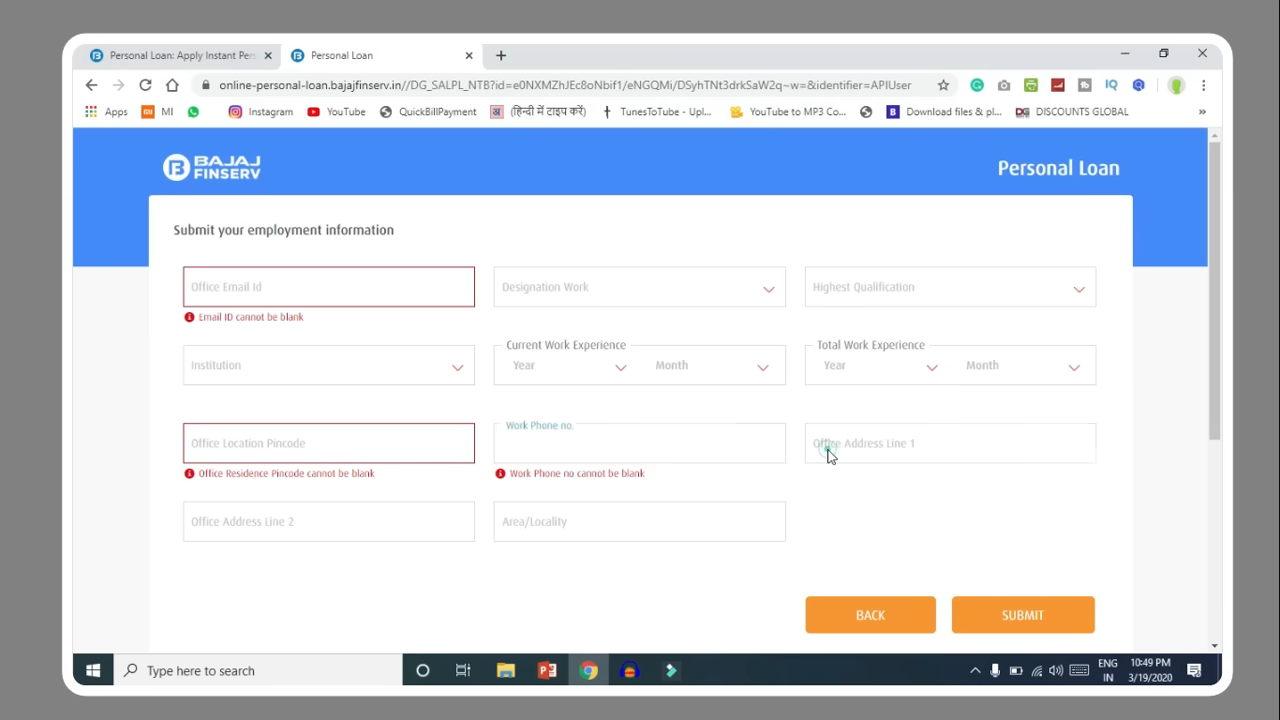 Personal Loan: Apply Instant Per
Personal Loan
online-personal-loan.bajajfinserv.in//DG_SALPL_NTB?id=e0NXMZhJEc8oNbif1/eNGQMi/DSyhTNt3drkSaW2q~w=&identifier=APIUser
Apps
MI
Instagram
YouTube
QuickBillPayment
(हिन्दी में टाइप करें)
TunesToTube - Upl...
YouTube to MP3 Co...
Download files & pl...
DISCOUNTS GLOBAL
BAJAJ
FINSERV
Personal Loan
Submit your employment information
Office Email Id
Designation Work
Highest Qualification
Email ID cannot be blank
Current Work Experience
Total Work Experience
Institution
Year
Month
Year
Month
Work Phone no.
Office Location Pincode
Office Address Line 1
Office Residence Pincode cannot be blank
Work Phone no cannot be blank
Office Address Line 2
Area/Locality
BACK
SUBMIT
Type here to search
ENG
IN
10:49 PM
3/19/2020